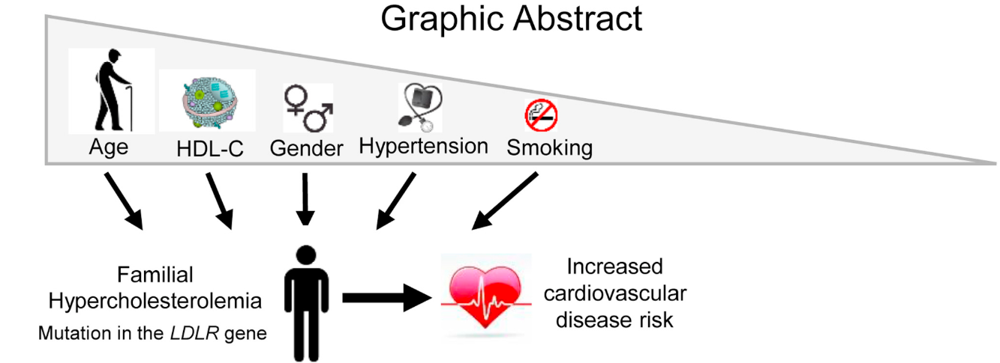 Graphic Abstract
Age
HDL-C
Gender
Hypertension
Smoking
Familial
Hypercholesterolemia
Mutation in the LDLR gene
Increased
cardiovascular
disease risk